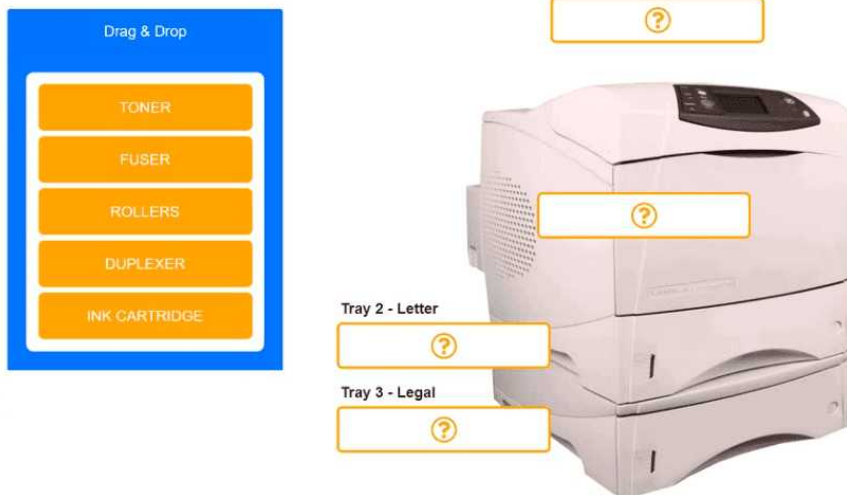 Drag & Drop
TONER
FUSER
ROLLERS
DUPLEXER
INK CARTRIDGE
?
?
Tray 2 - Letter
?
Tray 3 - Legal
?